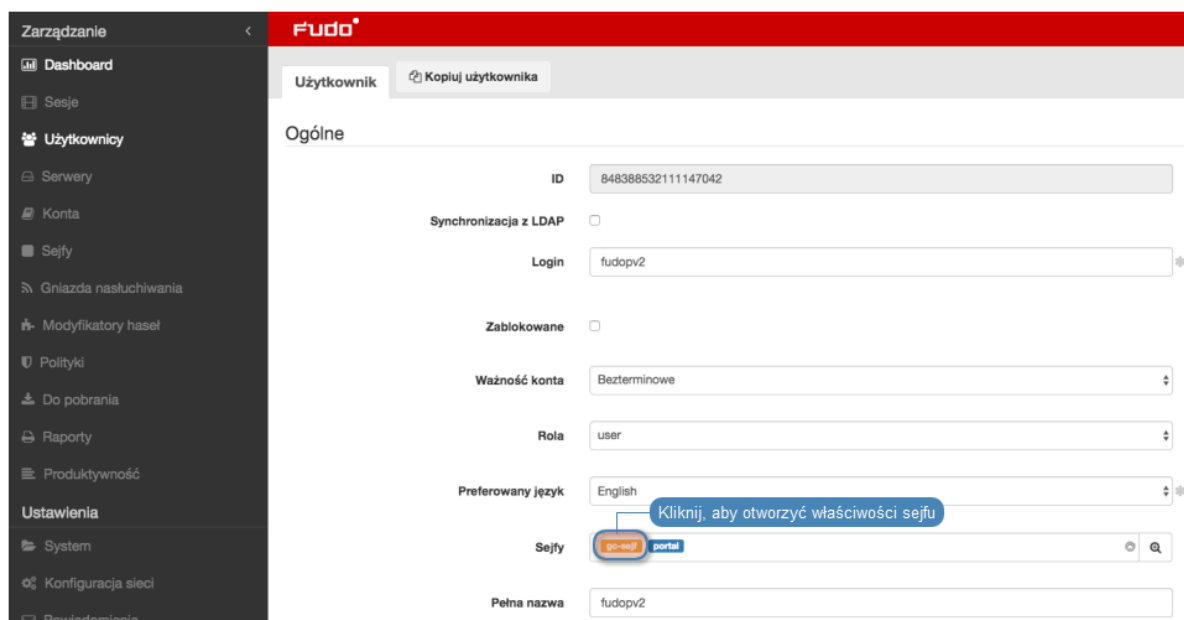 Zarządzanie
Fudo
Dashboard
Użytkownik
Kopiuj użytkownika
Sesje
Użytkownicy
Ogólne
Serwery
ID
848388532111147042
Konta
Synchronizacja z LDAP
Sejfy
Login
fudopv2
Gniazda nasłuchiwania
Modyfikatory haseł
Zablokowane
Polityki
Ważność konta
Bezterminowe
Do pobrania
Raporty
Rola
user
Produktywność
Preferowany język
English
Ustawienia
Kliknij, aby otworzyć właściwości sejfu
System
Sejfy
go-sejf
portal
Konfiguracja sieci
Pełna nazwa
fudopv2
Powiadomienia